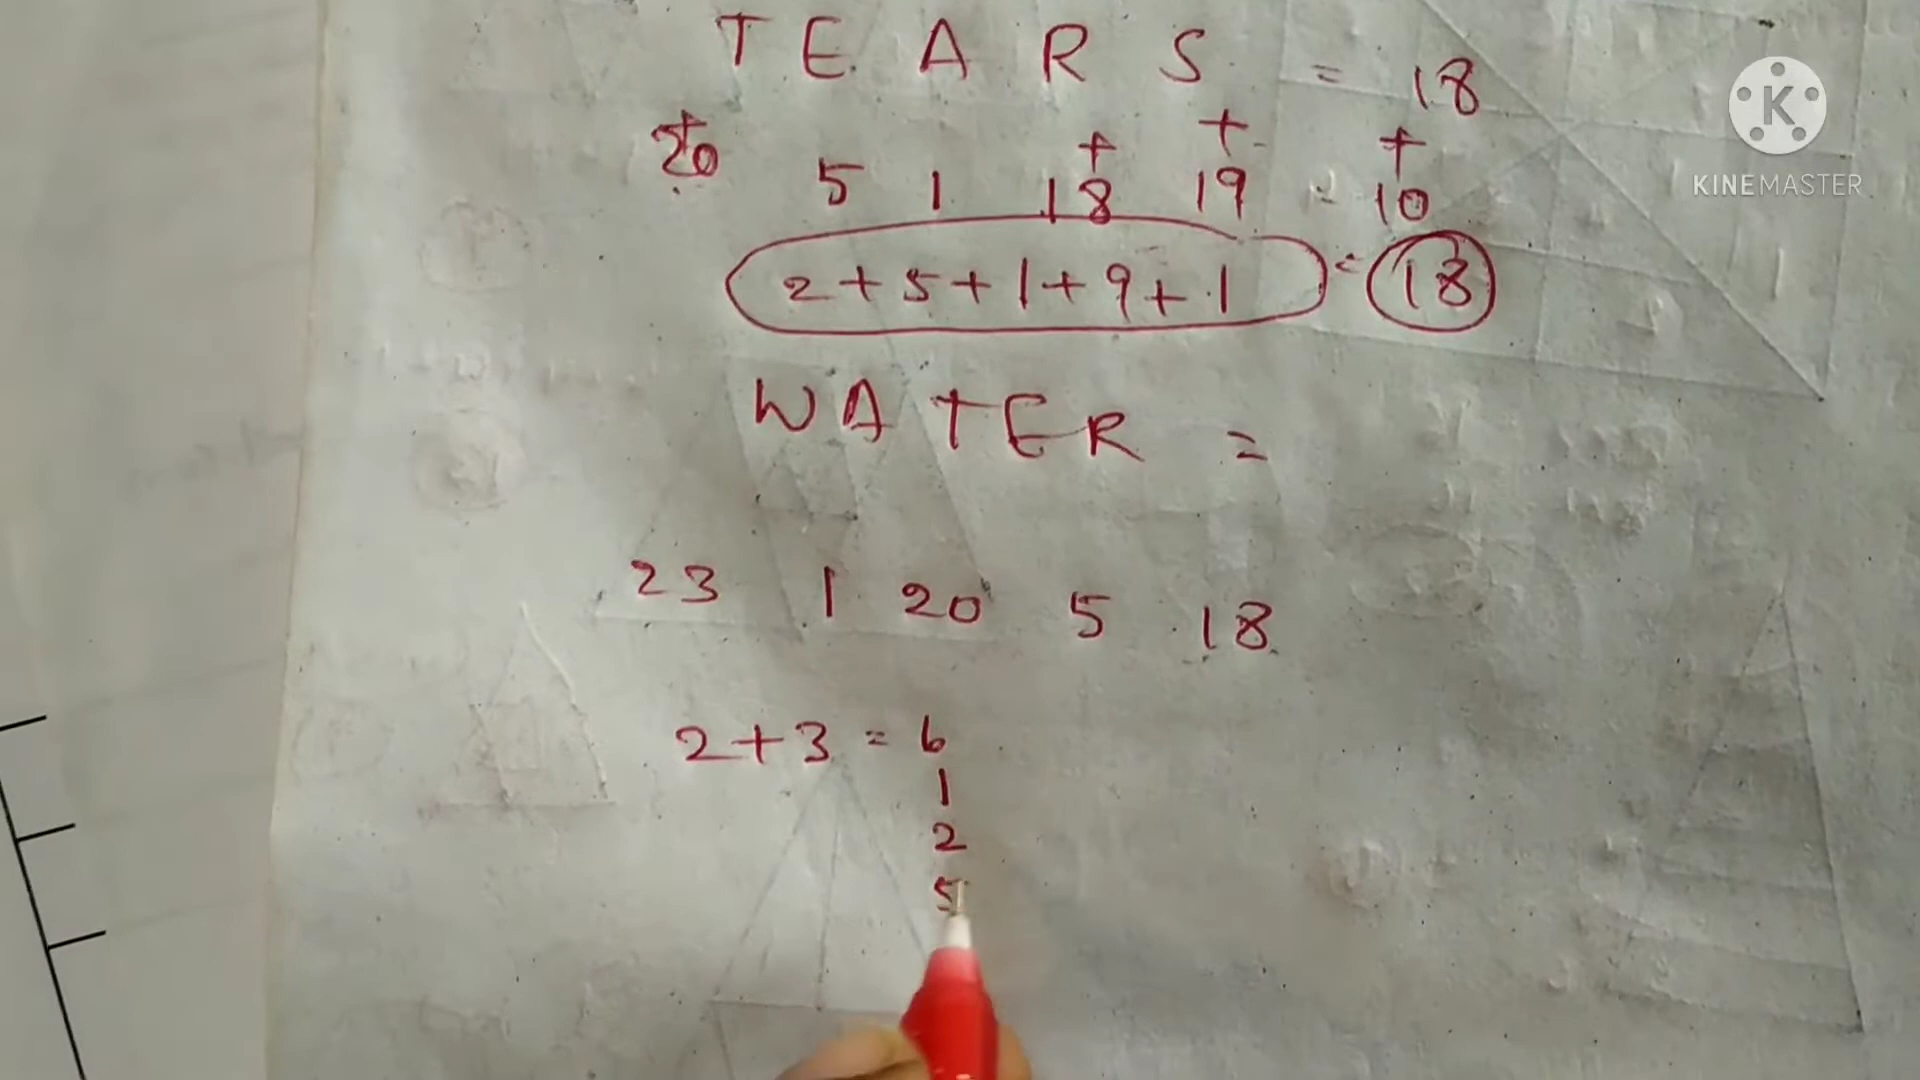 T E A R S = 18
+ + +
20 5 1 18 19 = 10
2+5+1+9+1 = 18
WATER =
23 1 20 5 18
2+3 = 6
1
2
5
K
KINEMASTER